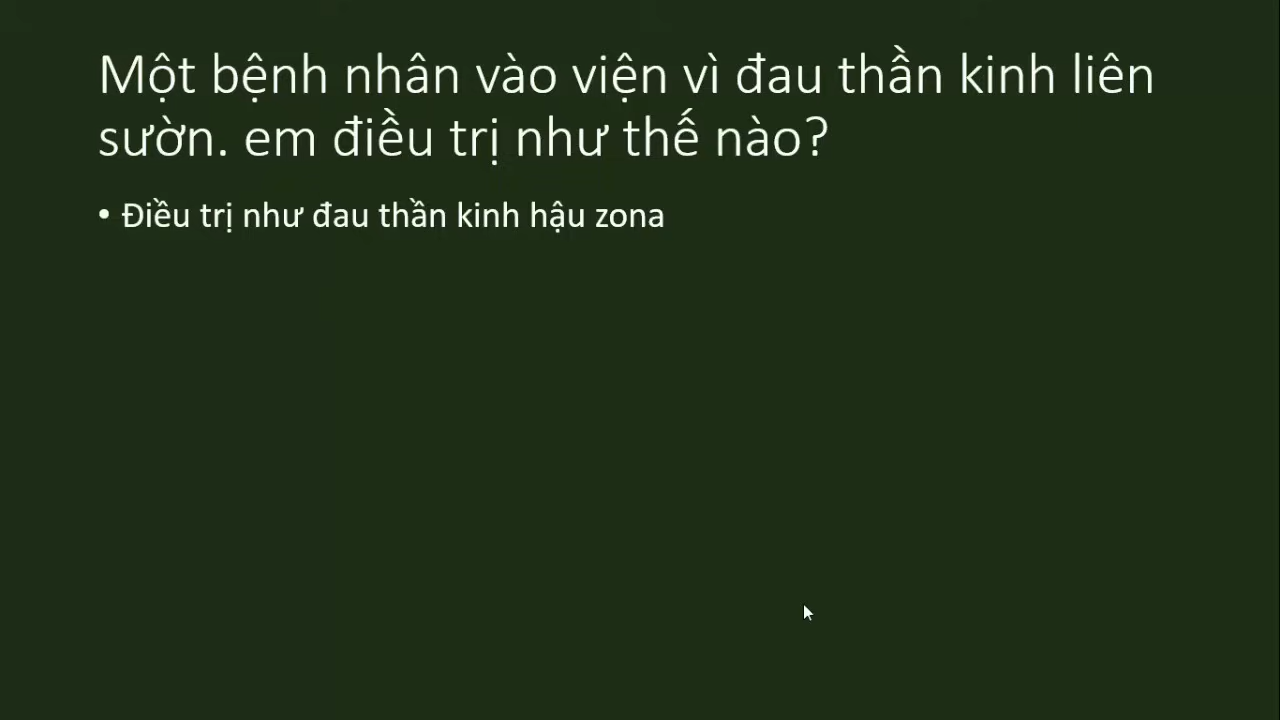 Một bệnh nhân vào viện vì đau thần kinh liên
sườn. em điều trị như thế nào?
• Điều trị như đau thần kinh hậu zona